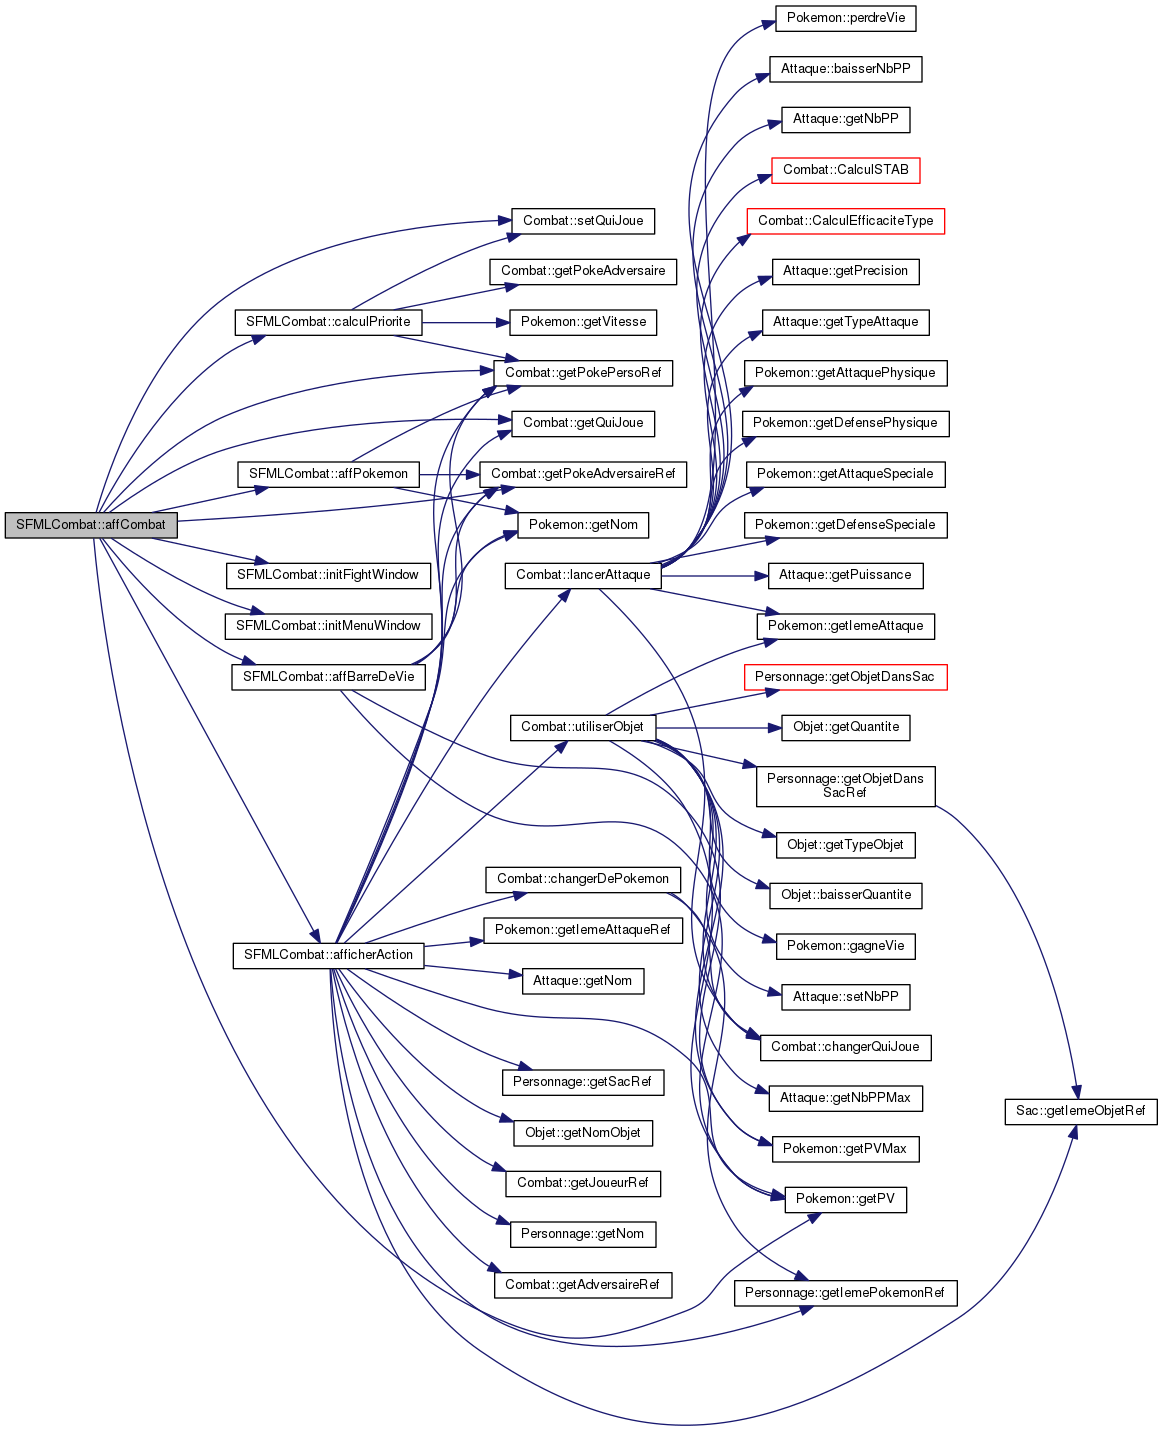 Pokemon::perdreVie
Attaque::baisserNbPP
Attaque::getNbPP
Combat::CalculSTAB
Combat::setQuiJoue
Combat::CalculEfficaciteType
Combat::getPokeAdversaire
Attaque::getPrecision
SFMLCombat::calculPriorite
Pokemon::getVitesse
Attaque::getTypeAttaque
Combat::getPokePersoRef
Pokemon::getAttaquePhysique
Combat::getQuiJoue
Pokemon::getDefensePhysique
SFMLCombat::affPokemon
Combat::getPokeAdversaireRef
Pokemon::getAttaqueSpeciale
SFMLCombat::affCombat
Pokemon::getNom
Pokemon::getDefenseSpeciale
SFMLCombat::initFightWindow
Combat::lancerAttaque
Attaque::getPuissance
SFMLCombat::initMenuWindow
Pokemon::getIemeAttaque
SFMLCombat::affBarreDeVie
Personnage::getObjetDansSac
Combat::utiliserObjet
Objet::getQuantite
Personnage::getObjetDans
SacRef
Objet::getTypeObjet
Combat::changerDePokemon
Objet::baisserQuantite
Pokemon::getIemeAttaqueRef
Pokemon::gagneVie
SFMLCombat::afficherAction
Attaque::getNom
Attaque::setNbPP
Combat::changerQuiJoue
Personnage::getSacRef
Attaque::getNbPPMax
Sac::getIemeObjetRef
Objet::getNomObjet
Pokemon::getPVMax
Combat::getJoueurRef
Pokemon::getPV
Personnage::getNom
Combat::getAdversaireRef
Personnage::getIemePokemonRef